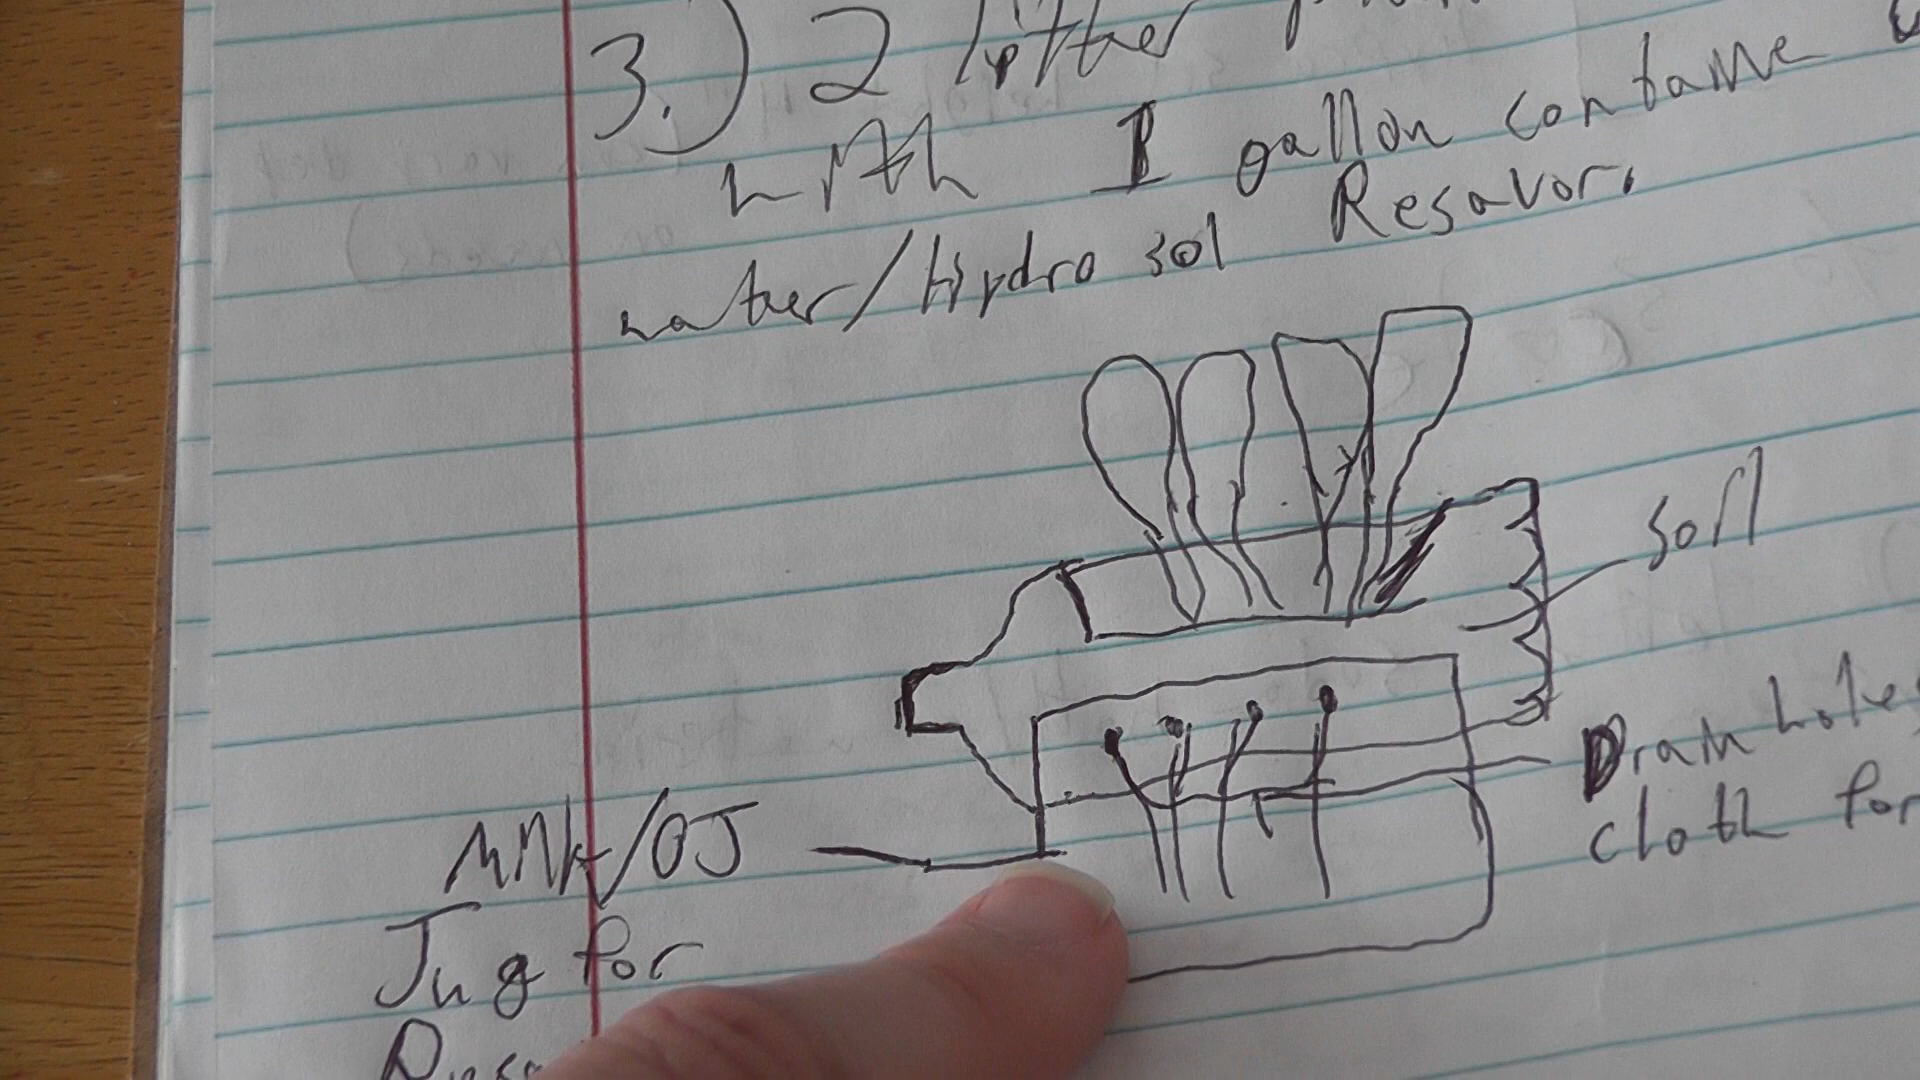 3.) 2 litter
with 1 gallon containe
water/Hydro sol Resavor.
soil
Drain holes
cloth for
Milk/OJ
Jug for